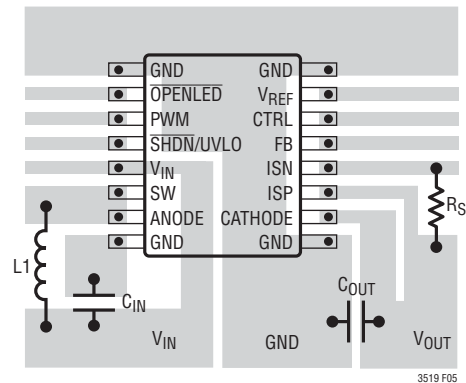 GND GND
OPENLED VREF
PWM CTRL
SHDN/UVLO FB
VIN ISN
SW ISP
ANODE CATHODE
GND GND
RS
L1
CIN
COUT
VIN
GND
VOUT
3519 F05